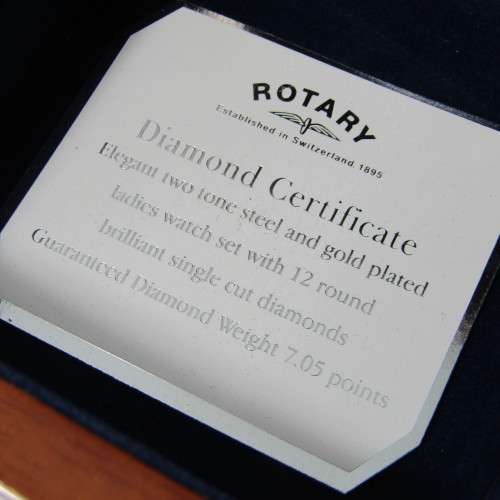 ROTARY
Established in Switzerland 1895
Diamond Certificate
Elegant two tone steel and gold plated
ladies watch set with 12 round
brilliant single cut diamonds
Guaranteed Diamond Weight 7.05 points